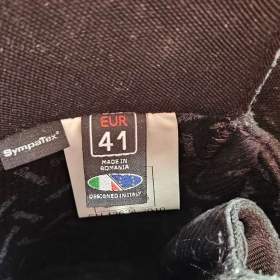 SympaTex®
EUR
41
MADE IN
ROMANIA
DESIGNED IN ITALY